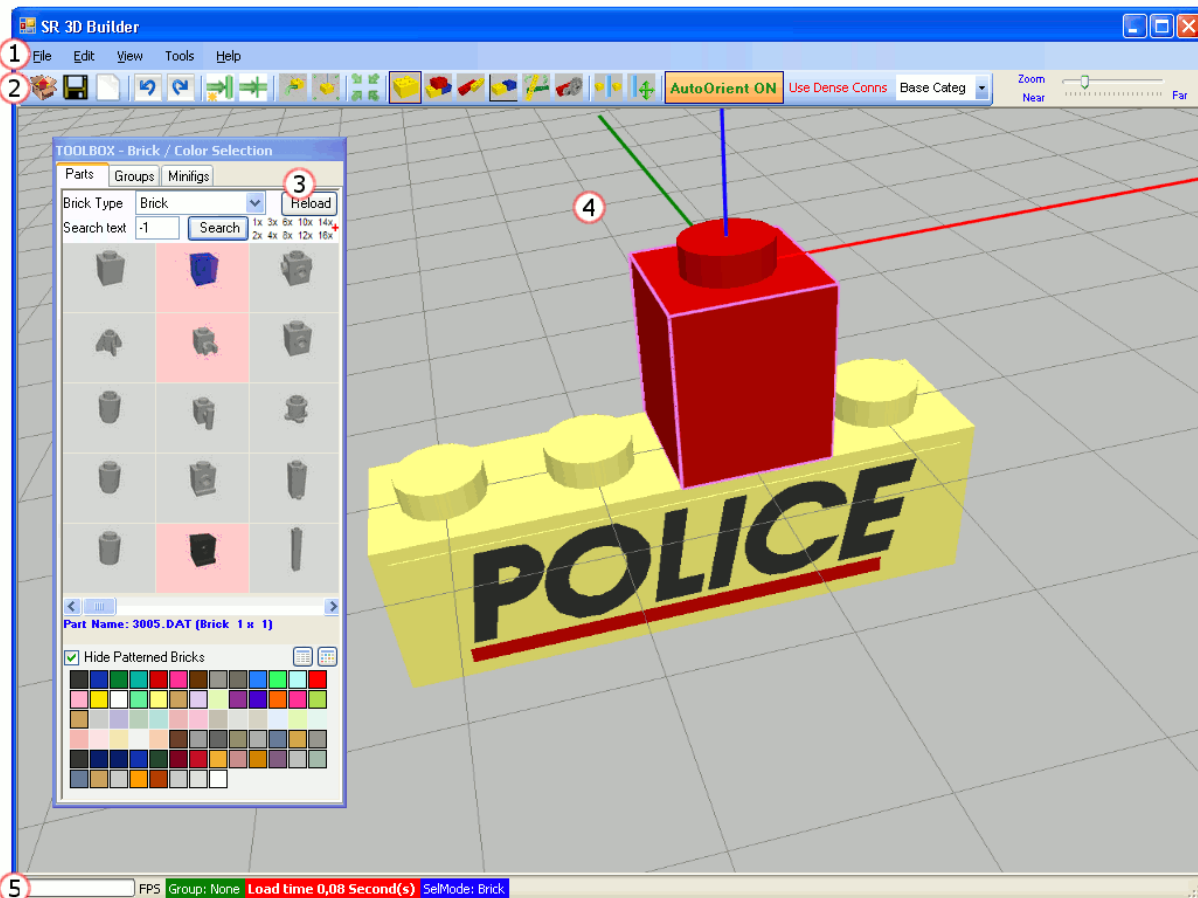 SR 3D Builder
1 File Edit View Tools Help
2 AutoOrient ON Use Dense Conns Base Categ Zoom
Near Far
TOOLBOX - Brick / Color Selection
Parts Groups Minifigs
3
Brick Type Brick Reload
Search text -1 Search 1x 3x 6x 10x 14x +
2x 4x 8x 12x 16x
4
POLICE
Part Name: 3005.DAT (Brick 1 x 1)
Hide Patterned Bricks
5 FPS Group: None Load time 0,08 Second(s) SelMode: Brick